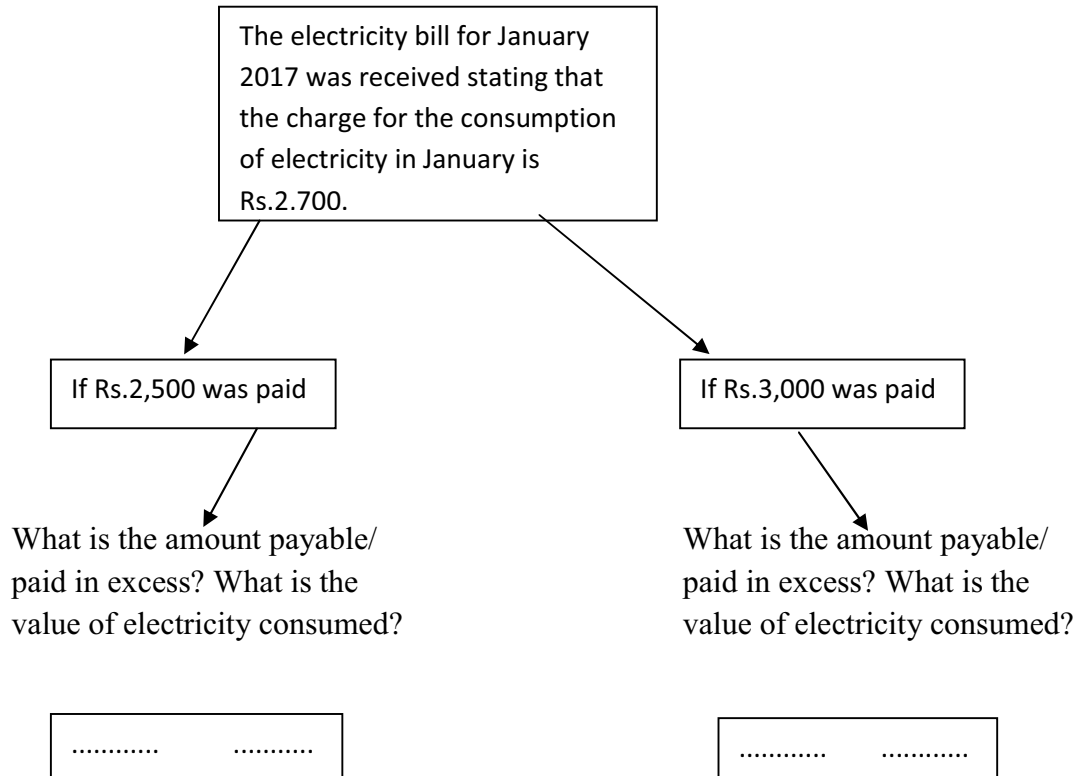 The electricity bill for January
2017 was received stating that
the charge for the consumption
of electricity in January is
Rs.2.700.
If Rs.2,500 was paid
If Rs.3,000 was paid
What is the amount payable/
paid in excess? What is the
value of electricity consumed?
What is the amount payable/
paid in excess? What is the
value of electricity consumed?
............ ...........
............ ............